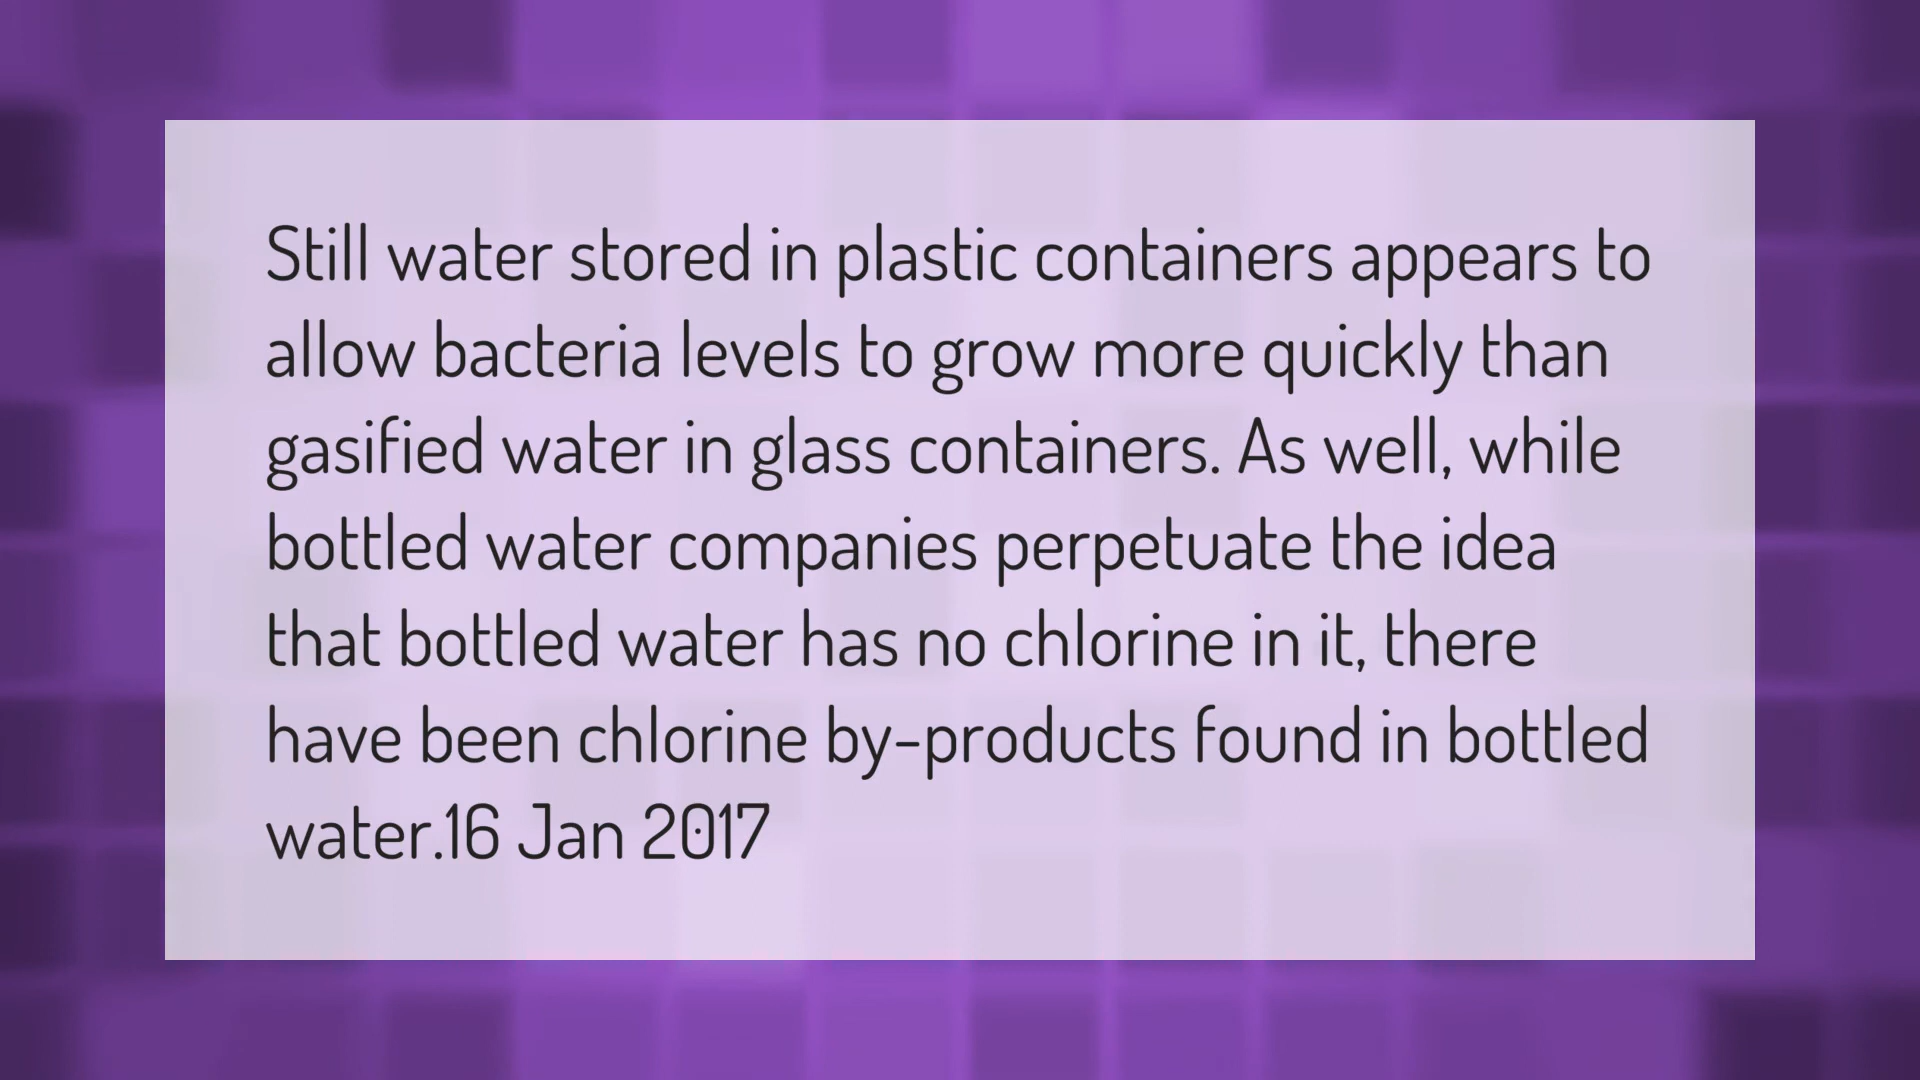 Still water stored in plastic containers appears to
allow bacteria levels to grow more quickly than
gasified water in glass containers. As well, while
bottled water companies perpetuate the idea
that bottled water has no chlorine in it, there
have been chlorine by-products found in bottled
water.16 Jan 2017